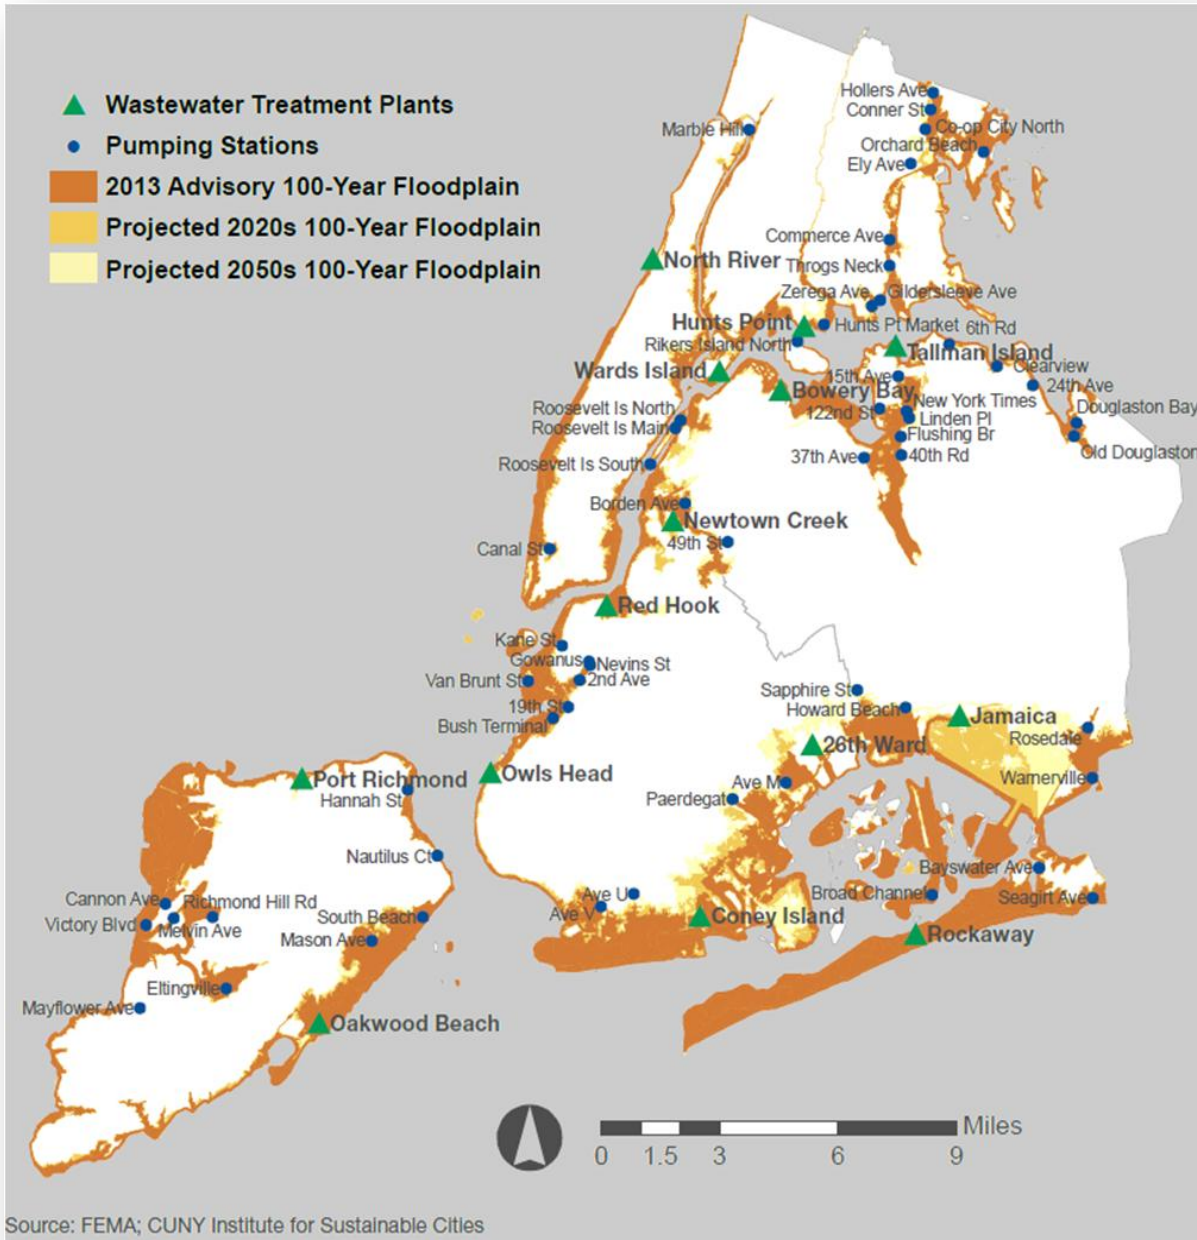 Wastewater Treatment Plants
Pumping Stations
2013 Advisory 100-Year Floodplain
Projected 2020s 100-Year Floodplain
Projected 2050s 100-Year Floodplain
Hollers Ave
Conner St
Co-op City North
Marble Hill
Orchard Beach
Ely Ave
Commerce Ave
North River
Throgs Neck
Zerega Ave
Gildersleeve Ave
Hunts Point
Hunts Pt Market
6th Rd
Rikers Island North
Tallman Island
Clearview
Wards Island
15th Ave
24th Ave
Bowery Bay
New York Times
Roosevelt Is North
122nd St
Douglaston Bay
Linden Pl
Roosevelt Is Main
Flushing Br
Old Douglaston
37th Ave
40th Rd
Roosevelt Is South
Borden Ave
Newtown Creek
49th St
Canal St
Red Hook
Kane St
Gowanus
Nevins St
Van Brunt St
2nd Ave
Sapphire St
19th St
Howard Beach
Jamaica
Bush Terminal
Rosedale
26th Ward
Owls Head
Port Richmond
Warnerville
Ave M
Hannah St
Paerdegat
Nautilus Ct
Bayswater Ave
Ave U
Broad Channel
Seagirt Ave
Cannon Ave
Richmond Hill Rd
Ave V
South Beach
Coney Island
Victory Blvd
Melvin Ave
Rockaway
Mason Ave
Eltingville
Mayflower Ave
Oakwood Beach
Miles
0 1.5 3 6 9
Source: FEMA; CUNY Institute for Sustainable Cities